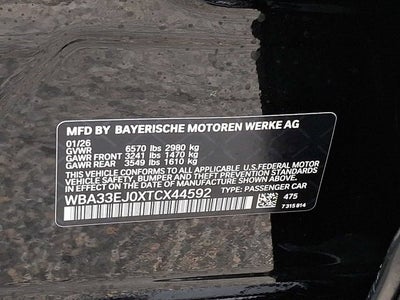 MFD BY BAYERISCHE MOTOREN WERKE AG
01/26
GVWR 6570 lbs 2980 kg
GAWR FRONT 3241 lbs 1470 kg
GAWR REAR 3549 lbs 1610 kg
THIS VEHICLE CONFORMS TO ALL APPLICABLE U.S. FEDERAL MOTOR
VEHICLE SAFETY, BUMPER, AND THEFT PREVENTION STANDARDS IN
EFFECT ON THE DATE OF MANUFACTURE SHOWN ABOVE.
WBA33EJ0XTCX44592 TYPE: PASSENGER CAR
475
7 315 814